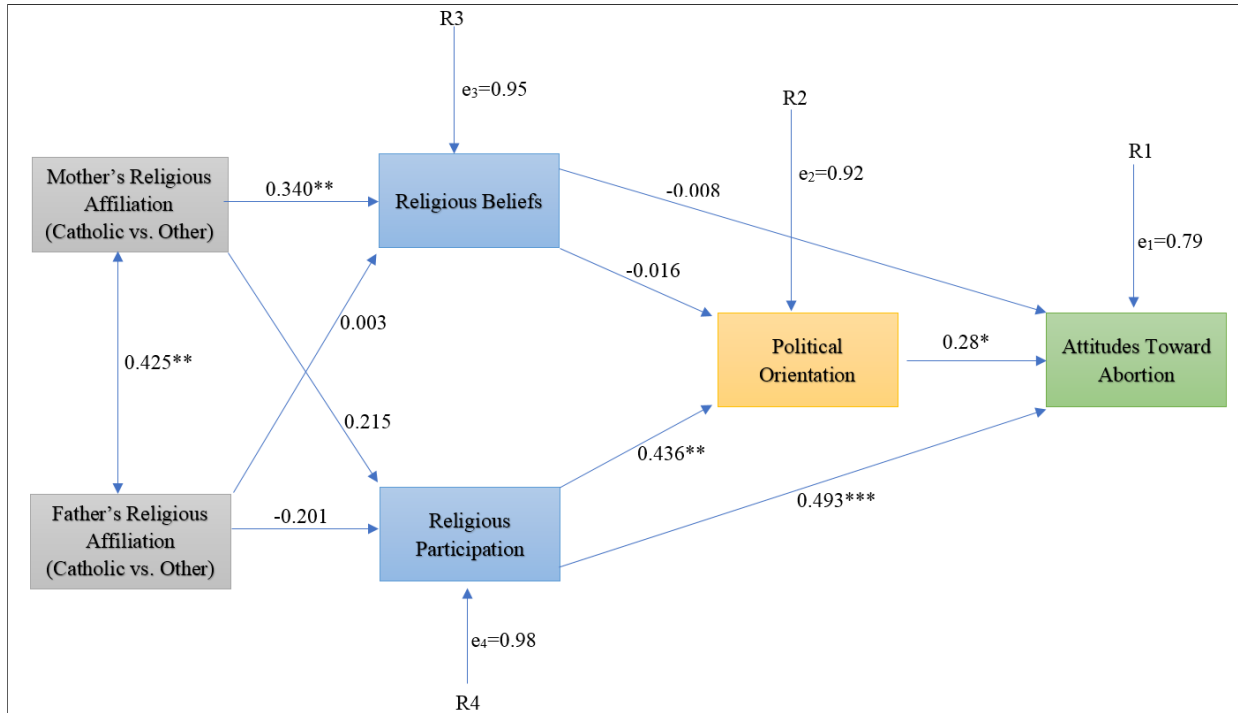 R3
e₃=0.95
R2
e₂=0.92
R1
e₁=0.79
Mother’s Religious
Affiliation
(Catholic vs. Other)
0.340**
Religious Beliefs
-0.008
-0.016
0.003
0.425**
Political
Orientation
0.28*
Attitudes Toward
Abortion
0.215
0.436**
0.493***
Father’s Religious
Affiliation
(Catholic vs. Other)
-0.201
Religious
Participation
e₄=0.98
R4